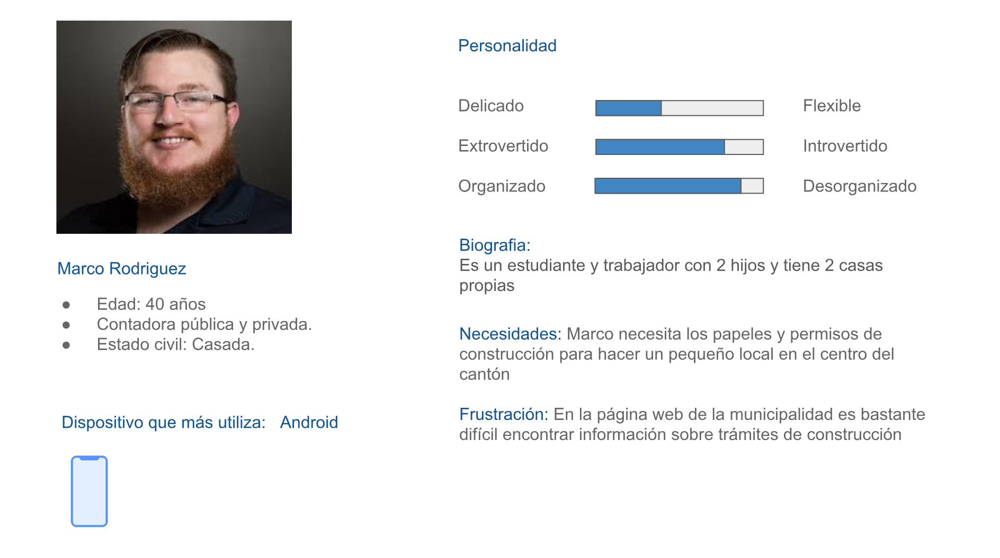 Marco Rodriguez
● Edad: 40 años
● Contadora pública y privada.
● Estado civil: Casada.
Dispositivo que más utiliza: Android
Personalidad
Delicado Flexible
Extrovertido Introvertido
Organizado Desorganizado
Biografia:
Es un estudiante y trabajador con 2 hijos y tiene 2 casas
propias
Necesidades: Marco necesita los papeles y permisos de
construcción para hacer un pequeño local en el centro del
cantón
Frustración: En la página web de la municipalidad es bastante
difícil encontrar información sobre trámites de construcción